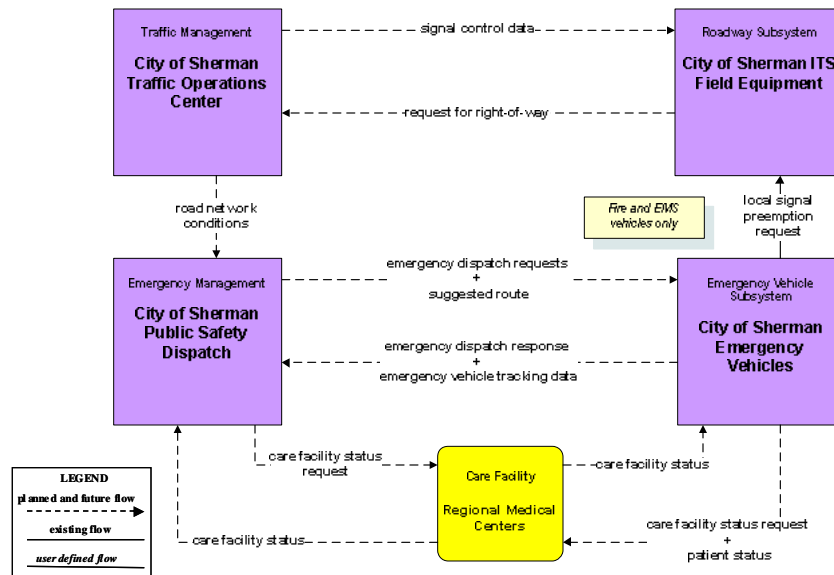 Traffic Management
City of Sherman
Traffic Operations
Center
signal control data
Roadway Subsystem
City of Sherman ITS
Field Equipment
request for right-of-way
road network
conditions
Fire and EMS
vehicles only
local signal
preemption
request
Emergency Management
City of Sherman
Public Safety
Dispatch
emergency dispatch requests
+
suggested route
Emergency Vehicle
Subsystem
City of Sherman
Emergency
Vehicles
emergency dispatch response
+
emergency vehicle tracking data
care facility status
request
Care Facility
Regional Medical
Centers
care facility status
care facility status request
+
patient status
care facility status
LEGEND
planned and future flow
existing flow
user defined flow